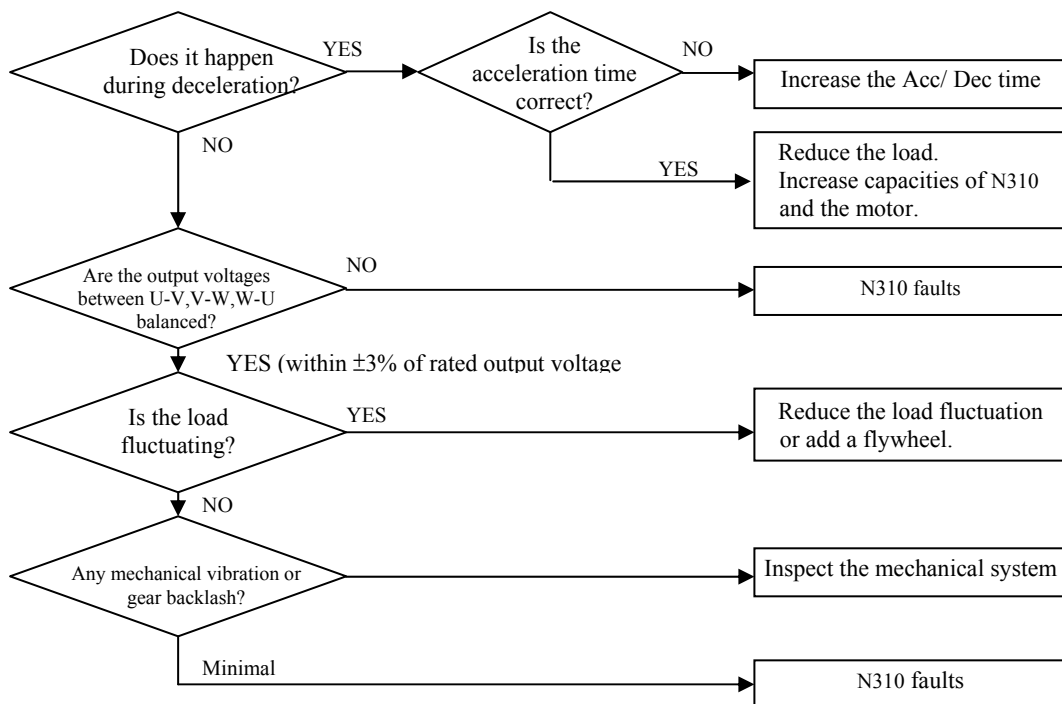 Does it happen
during deceleration?
YES
Is the
acceleration time
correct?
NO
Increase the Acc/ Dec time
NO
YES
Reduce the load.
Increase capacities of N310
and the motor.
Are the output voltages
between U-V,V-W,W-U
balanced?
NO
N310 faults
YES (within ±3% of rated output voltage
Is the load
fluctuating?
YES
Reduce the load fluctuation
or add a flywheel.
NO
Any mechanical vibration or
gear backlash?
Inspect the mechanical system
Minimal
N310 faults